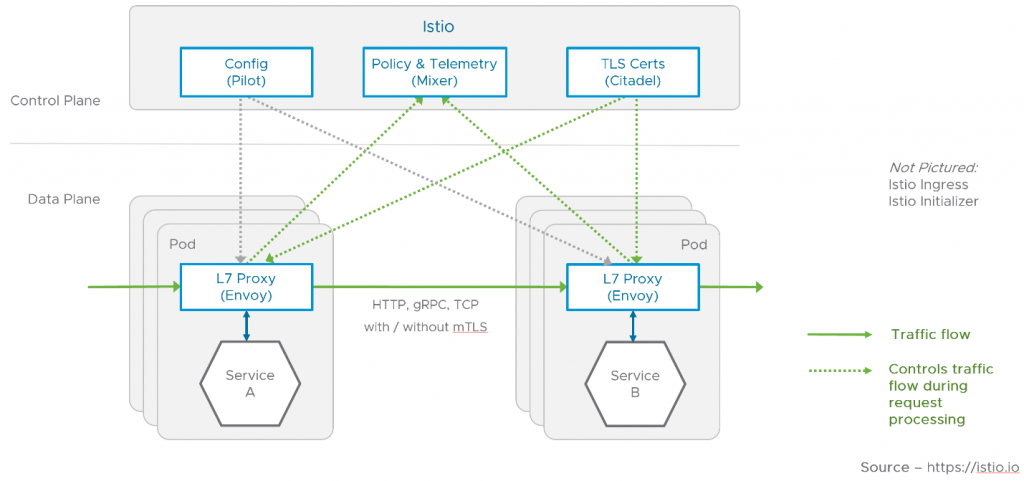 Istio
Config
(Pilot)
Policy & Telemetry
(Mixer)
TLS Certs
(Citadel)
Control Plane
Data Plane
Not Pictured:
Istio Ingress
Istio Initializer
Pod
L7 Proxy
(Envoy)
HTTP, gRPC, TCP
with / without mTLS
Service
A
Pod
L7 Proxy
(Envoy)
Service
B
Traffic flow
Controls traffic
flow during
request
processing
Source – https://istio.io